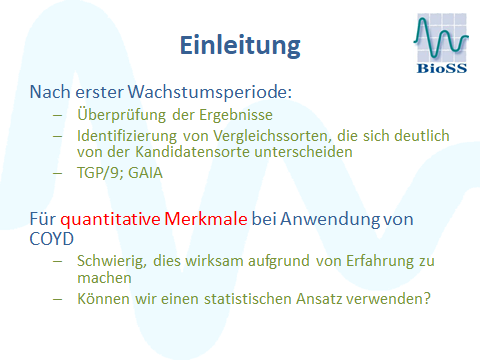 Einleitung
BioSS
Nach erster Wachstumsperiode:
– Überprüfung der Ergebnisse
– Identifizierung von Vergleichssorten, die sich deutlich
von der Kandidatensorte unterscheiden
– TGP/9; GAIA
Für quantitative Merkmale bei Anwendung von
COYD
– Schwierig, dies wirksam aufgrund von Erfahrung zu
machen
– Können wir einen statistischen Ansatz verwenden?